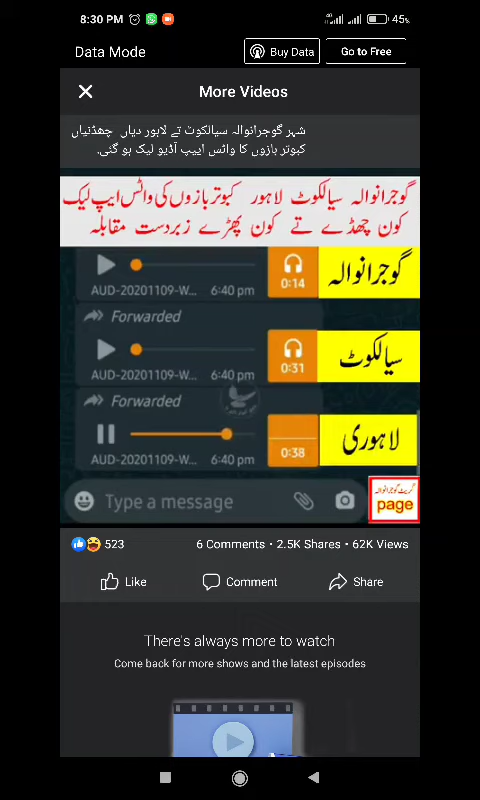 8:30 PM
45%
Data Mode
Buy Data
Go to Free
More Videos
شہر گوجرانوالہ سیالکوٹ تے لاہور دیاں چھڈنیاں
کبوتر بازوں کا واٹس ایپ آڈیو لیک ہو گئی۔
گوجرانوالہ سیالکوٹ لاہور کبوتر بازوں کی واٹس ایپ لیک
کون چھڈے تے کون پھڑے زبردست مقابلہ
0:14
گوجرانوالہ
AUD-20201109-W...
6:40 pm
Forwarded
0:31
سیالکوٹ
AUD-20201109-W...
6:40 pm
Forwarded
0:38
لاہوری
AUD-20201109-W...
6:40 pm
Type a message
گریٹ گوجرانوالہ
page
523
6 Comments • 2.5K Shares • 62K Views
Like
Comment
Share
There's always more to watch
Come back for more shows and the latest episodes